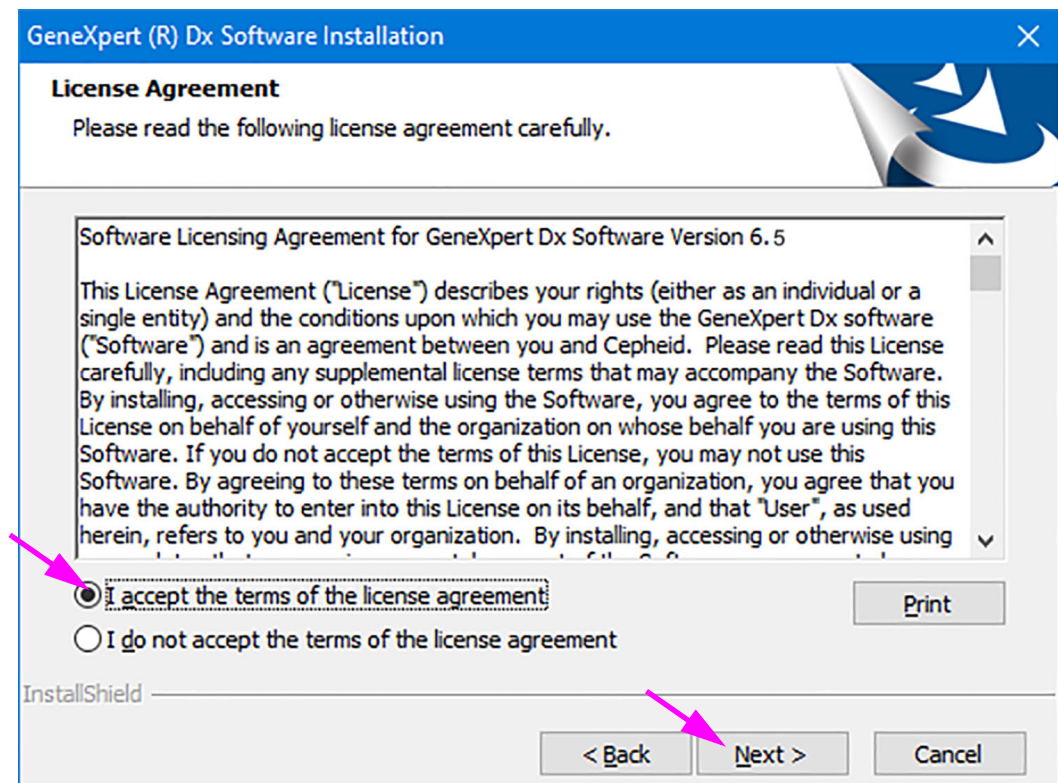 GeneXpert (R) Dx Software Installation
License Agreement
Please read the following license agreement carefully.
Software Licensing Agreement for GeneXpert Dx Software Version 6.5
This License Agreement ("License") describes your rights (either as an individual or a
single entity) and the conditions upon which you may use the GeneXpert Dx software
("Software") and is an agreement between you and Cepheid.  Please read this License
carefully, including any supplemental license terms that may accompany the Software.
By installing, accessing or otherwise using the Software, you agree to the terms of this
License on behalf of yourself and the organization on whose behalf you are using this
Software. If you do not accept the terms of this License, you may not use this
Software. By agreeing to these terms on behalf of an organization, you agree that you
have the authority to enter into this License on its behalf, and that "User", as used
herein, refers to you and your organization.  By installing, accessing or otherwise using
I accept the terms of the license agreement
Print
I do not accept the terms of the license agreement
InstallShield
< Back
Next >
Cancel